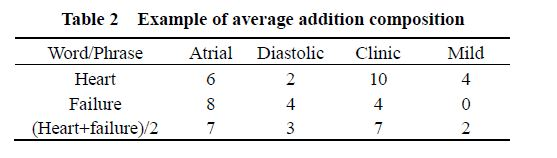 Table 2 Example of average addition composition
Word/Phrase Atrial Diastolic Clinic Mild
Heart 6 2 10 4
Failure 8 4 4 0
(Heart+failure)/2 7 3 7 2